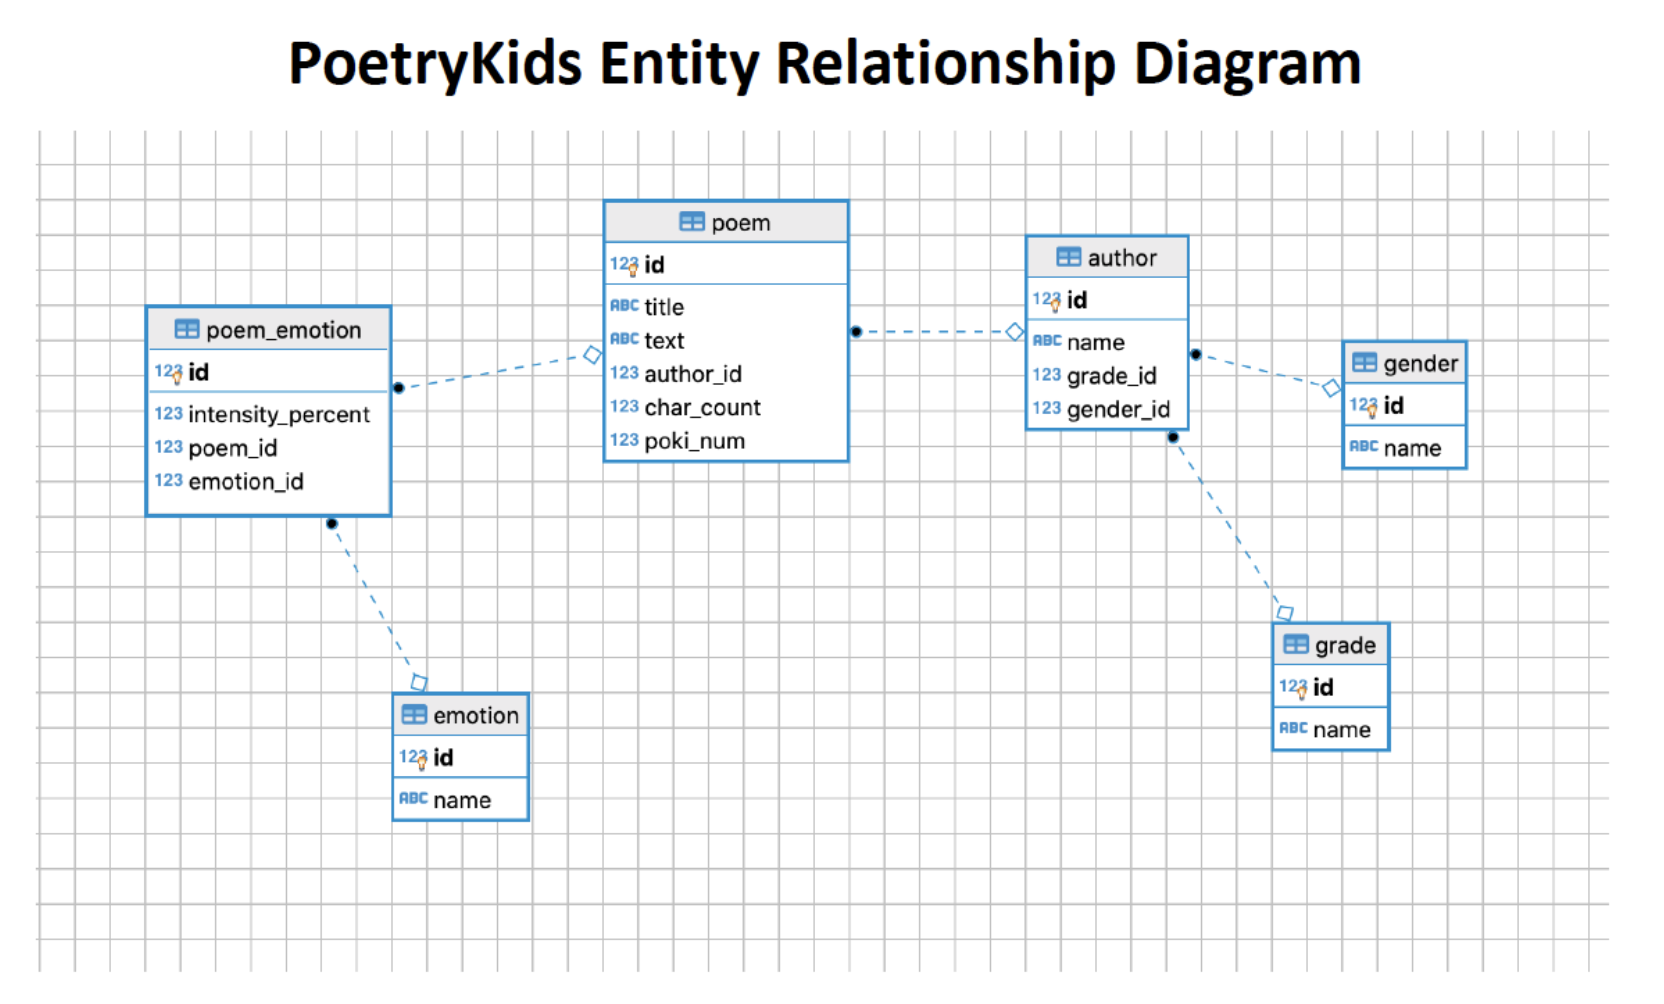 PoetryKids Entity Relationship Diagram
poem_emotion
123 id
123 intensity_percent
123 poem_id
123 emotion_id
poem
123 id
ABC title
ABC text
123 author_id
123 char_count
123 poki_num
author
123 id
ABC name
123 grade_id
123 gender_id
gender
123 id
ABC name
emotion
123 id
ABC name
grade
123 id
ABC name